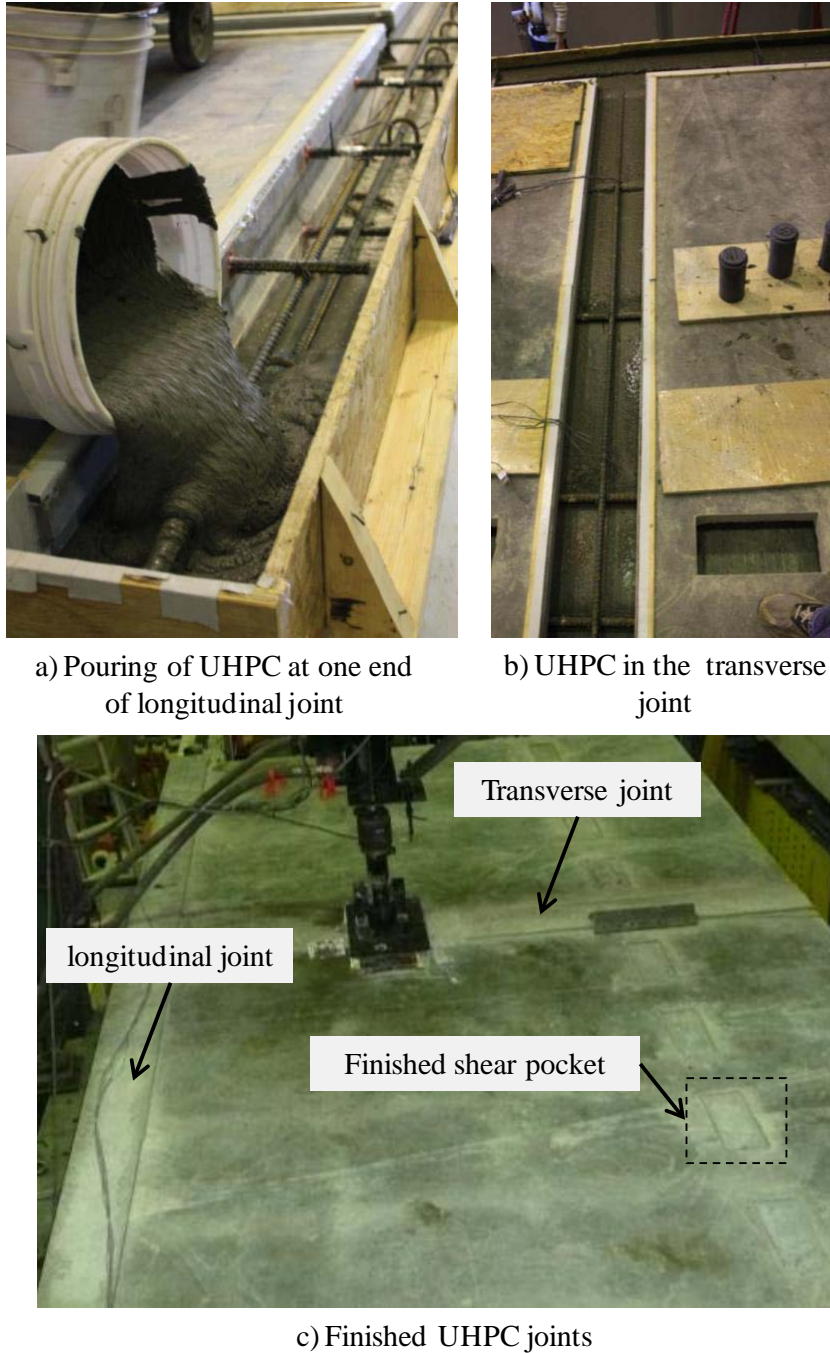 a) Pouring of UHPC at one end
of longitudinal joint
b) UHPC in the transverse
joint
Transverse joint
longitudinal joint
Finished shear pocket
c) Finished UHPC joints